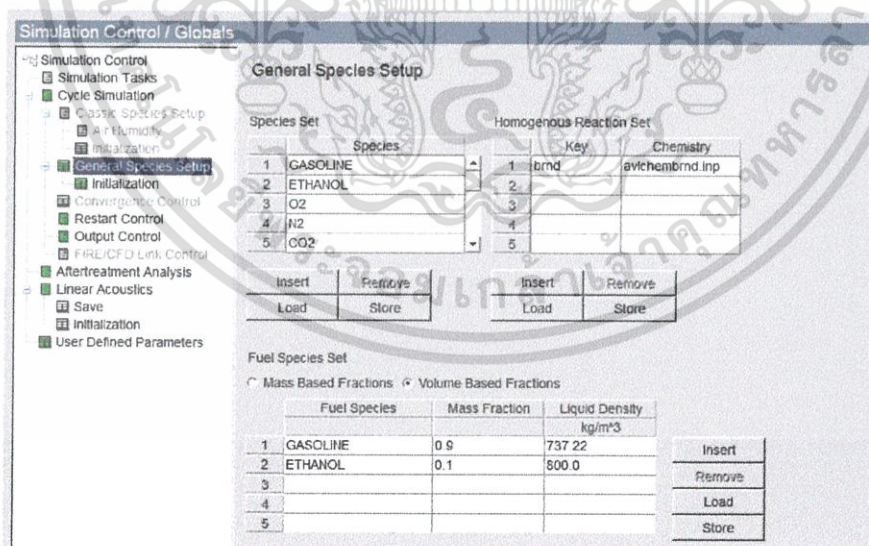 Simulation Control / Globals
Simulation Control
Simulation Tasks
Cycle Simulation
Classic Species Setup
Air Humidity
Initialization
General Species Setup
Initialization
Convergence Control
Restart Control
Output Control
FIRE/CFD Link Control
Aftertreatment Analysis
Linear Acoustics
Save
Initialization
User Defined Parameters
General Species Setup
Species Set
Species
1 GASOLINE
2 ETHANOL
3 O2
4 N2
5 CO2
Insert Remove
Load Store
Homogenous Reaction Set
Key Chemistry
1 brnd avlchembrnd.inp
2
3
4
5
Insert Remove
Load Store
Fuel Species Set
Mass Based Fractions Volume Based Fractions
Fuel Species Mass Fraction Liquid Density
kg/m^3
1 GASOLINE 0.9 737.22
2 ETHANOL 0.1 800.0
3
4
5
Insert
Remove
Load
Store